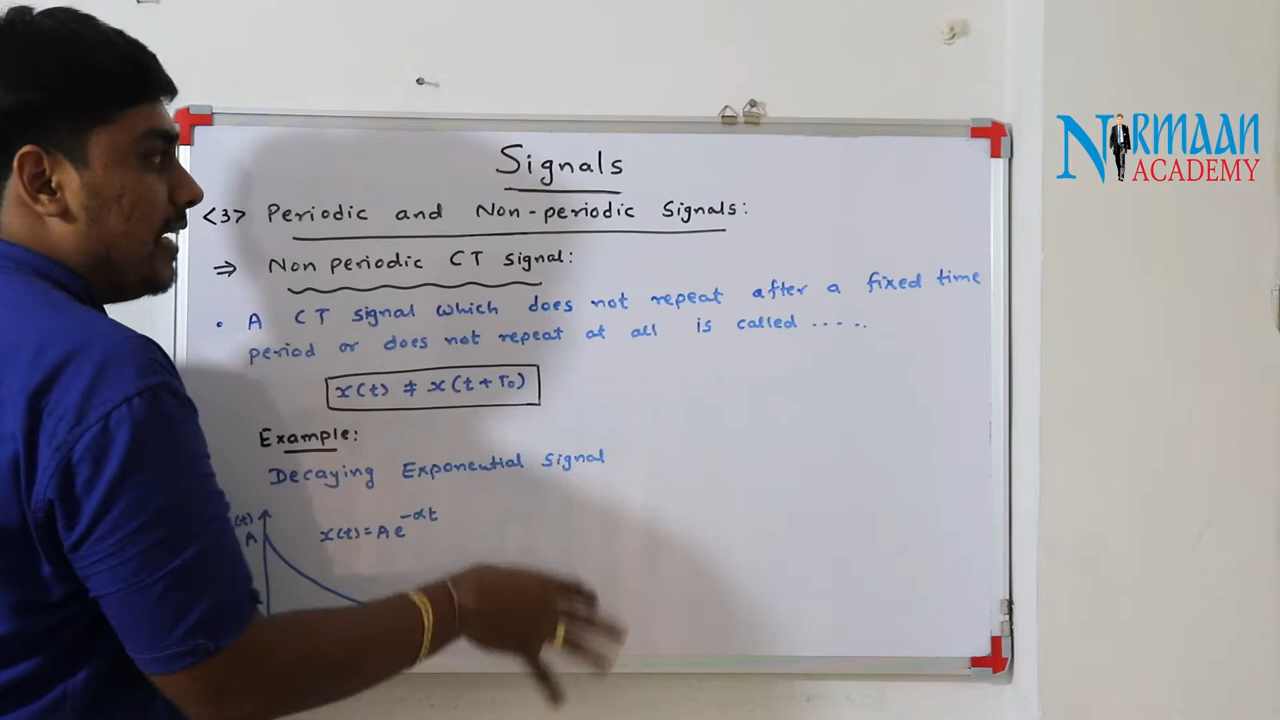 Signals
<3> Periodic and Non-periodic Signals:
⇒ Non periodic CT signal:
• A CT signal which does not repeat after a fixed time
period or does not repeat at all is called .....
x(t) ≠ x(t+T₀)
Example:
Decaying Exponential Signal
(t)
A
x(t) = A e^-αt
NIRMAAN
ACADEMY